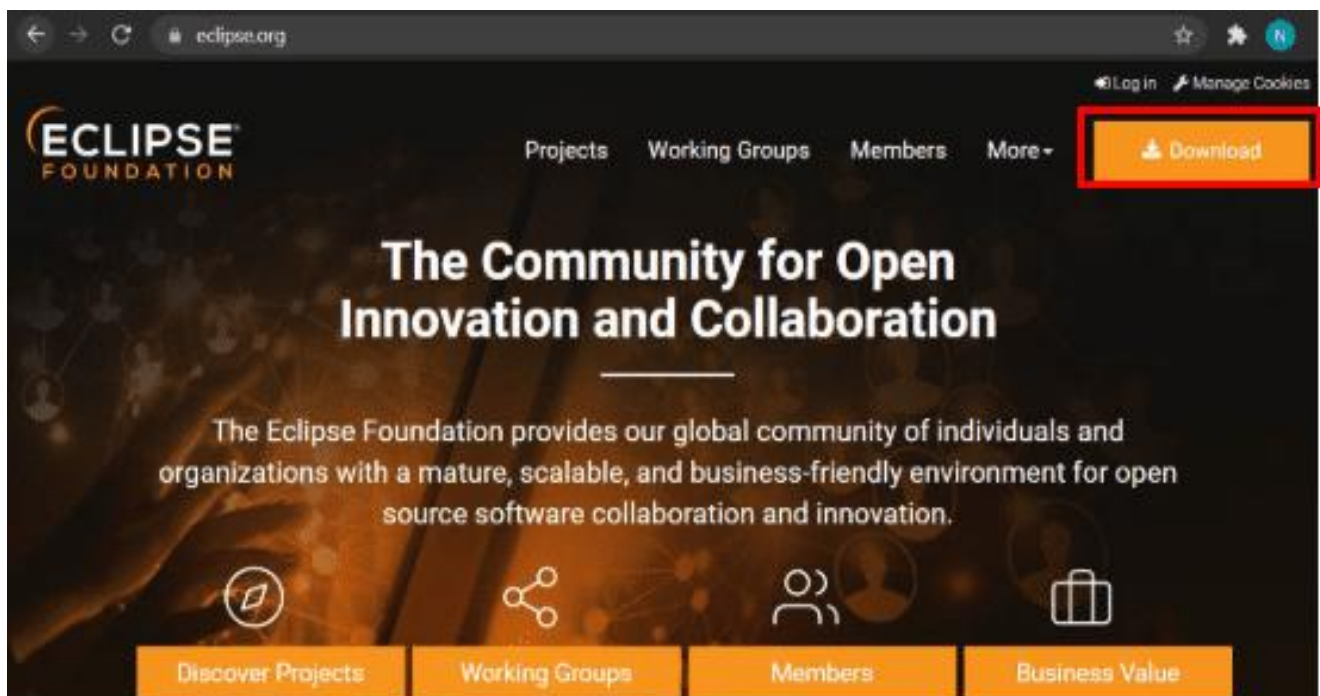 eclipse.org
N
Log in Manage Cookies
ECLIPSE
FOUNDATION
Projects Working Groups Members More Download
The Community for Open
Innovation and Collaboration
The Eclipse Foundation provides our global community of individuals and
organizations with a mature, scalable, and business-friendly environment for open
source software collaboration and innovation.
Discover Projects Working Groups Members Business Value